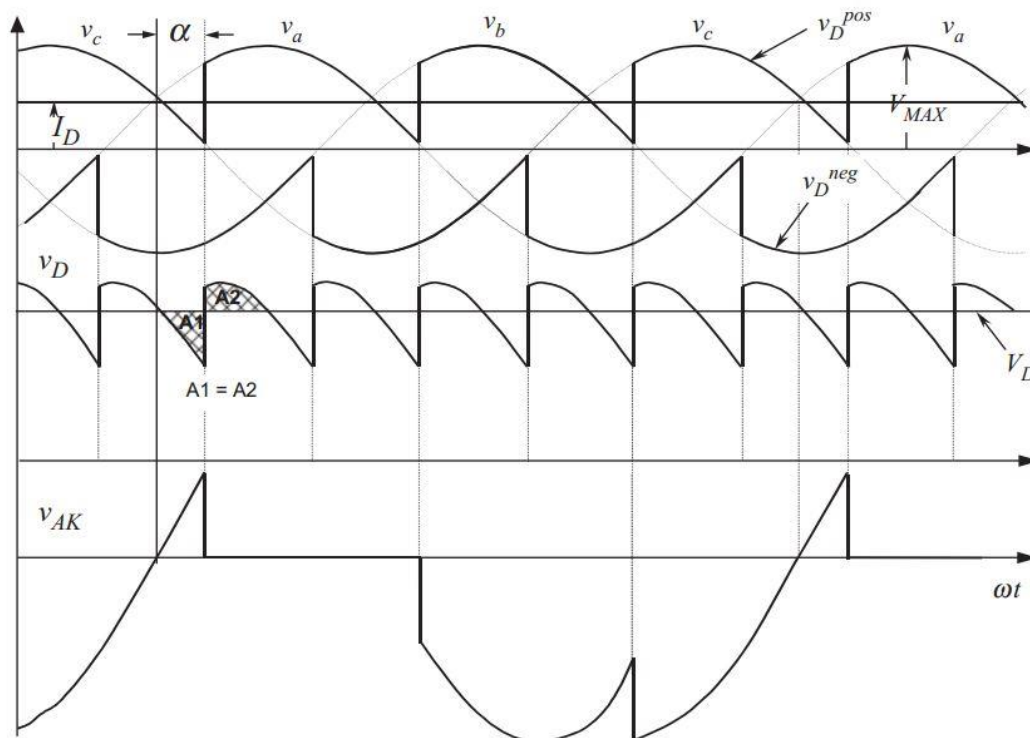 v_c α v_a v_b v_c v_D^pos v_a
I_D V_MAX
v_D^neg
v_D
A1 A2
V_D
A1 = A2
v_AK
ωt